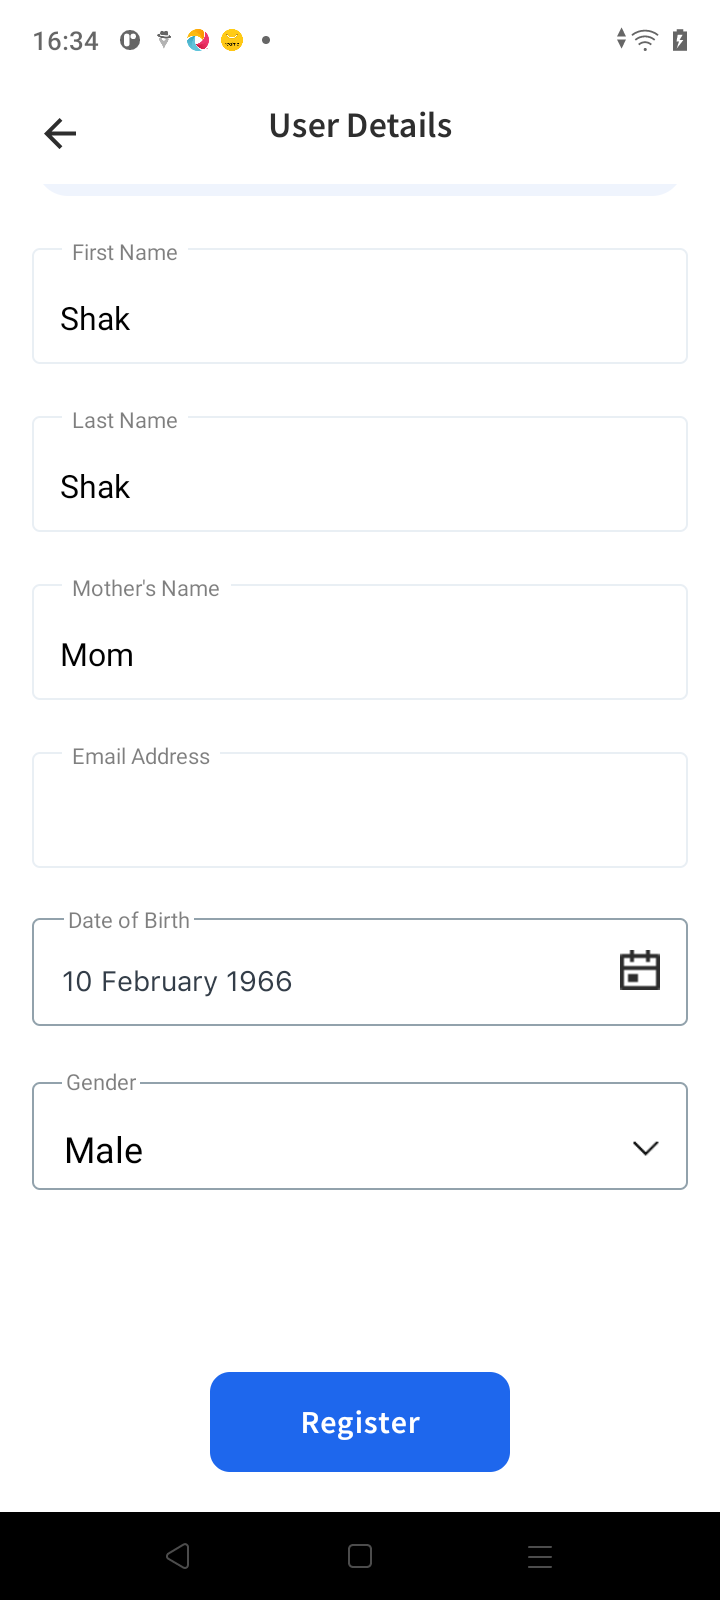 16:34
User Details
First Name
Shak
Last Name
Shak
Mother's Name
Mom
Email Address
Date of Birth
10 February 1966
Gender
Male
Register